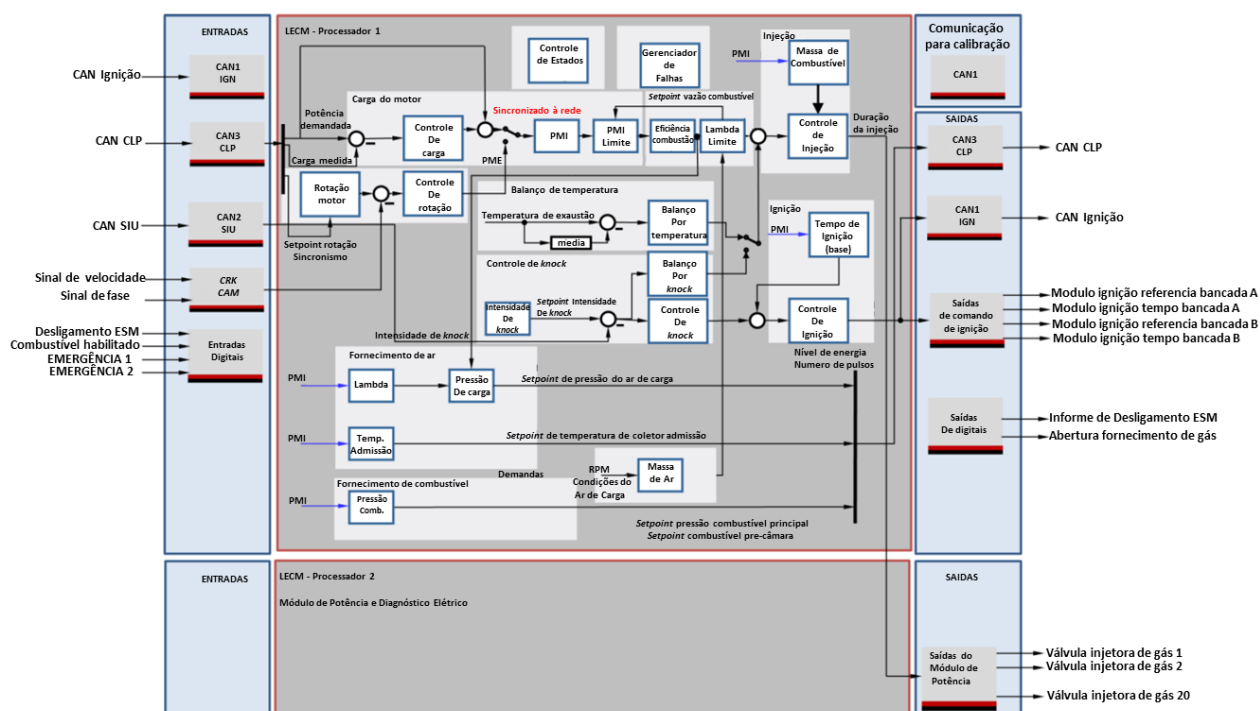 ENTRADAS
CAN Ignição
CAN1
IGN
CAN CLP
CAN3
CLP
CAN SIU
CAN2
SIU
Sinal de velocidade
Sinal de fase
CRK
CAM
Desligamento ESM
Combustível habilitado
EMERGÊNCIA 1
EMERGÊNCIA 2
Entradas
Digitais
LECM - Processador 1
Controle
de Estados
Gerenciador
de
Falhas
Injeção
PMI
Massa de
Combustível
Controle
de
Injeção
Duração
da injeção
Potência
demandada
Carga do motor
Carga medida
Controle
De
carga
Sincronizado à rede
PME
PMI
PMI
Limite
Setpoint vazão combustível
Eficiência
combustão
Lambda
Limite
Rotação
motor
Controle
De
rotação
Setpoint rotação
Sincronismo
Balanço de temperatura
Temperatura de exaustão
media
Balanço
Por
temperatura
Controle de knock
Intensidade
De
knock
Setpoint Intensidade
De knock
Balanço
Por
knock
Controle
De
knock
Intensidade de knock
Ignição
PMI
Tempo de
Ignição
(base)
Controle
De
Ignição
Nível de energia
Numero de pulsos
Fornecimento de ar
PMI
Lambda
Pressão
De carga
Setpoint de pressão do ar de carga
PMI
Temp.
Admissão
Setpoint de temperatura de coletor admissão
Demandas
RPM
Condições do
Ar de Carga
Massa
de Ar
Fornecimento de combustível
PMI
Pressão
Comb.
Setpoint pressão combustível principal
Setpoint combustível pre-câmara
Comunicação
para calibração
CAN1
SAIDAS
CAN3
CLP
CAN CLP
CAN1
IGN
CAN Ignição
Saídas
de comando
de ignição
Modulo ignição referencia bancada A
Modulo ignição tempo bancada A
Modulo ignição referencia bancada B
Modulo ignição tempo bancada B
Saídas
De digitais
Informe de Desligamento ESM
Abertura fornecimento de gás
ENTRADAS
LECM - Processador 2
Módulo de Potência e Diagnóstico Elétrico
SAIDAS
Saídas do
Módulo de
Potência
Válvula injetora de gás 1
Válvula injetora de gás 2
Válvula injetora de gás 20